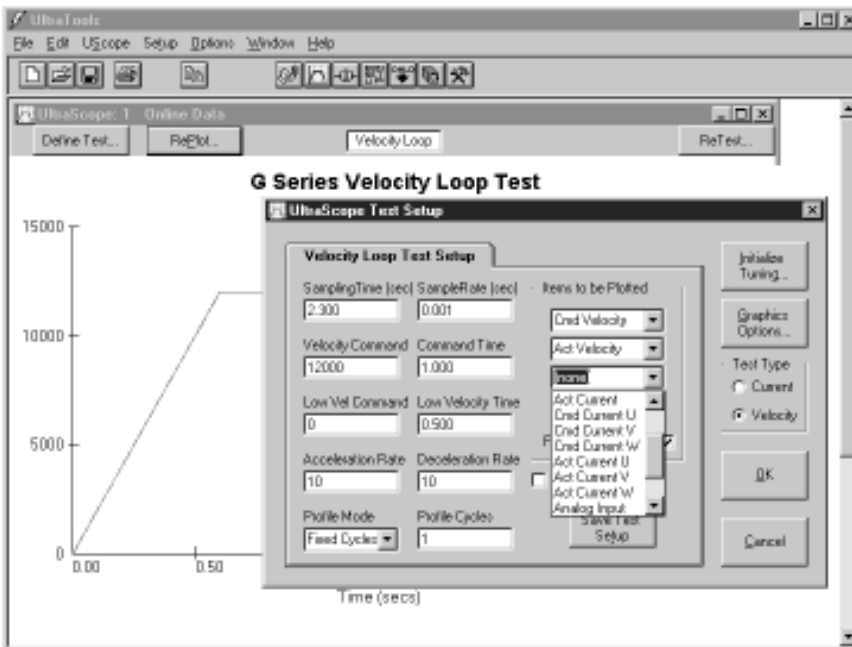 UltraTools
File Edit UScope Setup Options Window Help
UltraScope: 1 Online Data
Define Test... RePlot... Velocity Loop ReTest...
G Series Velocity Loop Test
UltraScope Test Setup
Velocity Loop Test Setup
SamplingTime (sec) SampleRate (sec) Items to be Plotted
2.300 0.001 Cmd Velocity
Velocity Command Command Time Act Velocity
12000 1.000 none
Low Vel Command Low Velocity Time
0 0.500
Acceleration Rate Deceleration Rate
10 10
Profile Mode Profile Cycles
Fixed Cycles 1
Act Current
Cmd Current U
Cmd Current V
Cmd Current W
Act Current U
Act Current V
Act Current W
Analog Input
Save Test
Setup
Initialize
Tuning...
Graphics
Options...
Test Type
Current
Velocity
OK
Cancel
15000
10000
5000
0
0.00 0.50
Time (secs)